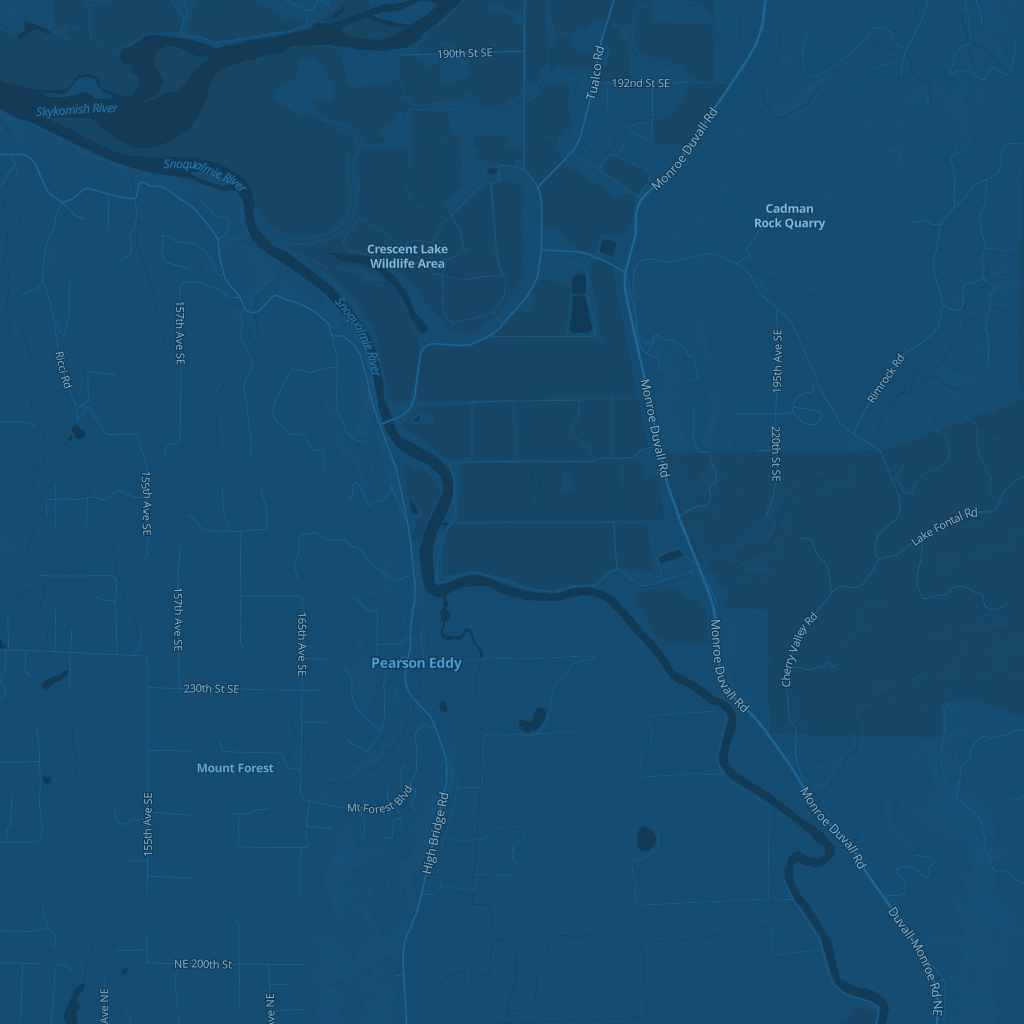 190th St SE
Tualco Rd
192nd St SE
Skykomish River
Monroe Duvall Rd
Snoqualmie River
Cadman
Rock Quarry
Crescent Lake
Wildlife Area
157th Ave SE
Snoqualmie River
Ricci Rd
195th Ave SE
Rimrock Rd
Monroe Duvall Rd
220th St SE
155th Ave SE
Lake Fontal Rd
157th Ave SE
165th Ave SE
Cherry Valley Rd
Monroe Duvall Rd
Pearson Eddy
230th St SE
Mount Forest
Mt Forest Blvd
155th Ave SE
High Bridge Rd
Monroe Duvall Rd
Duvall-Monroe Rd NE
NE 200th St
Ave NE
ve NE